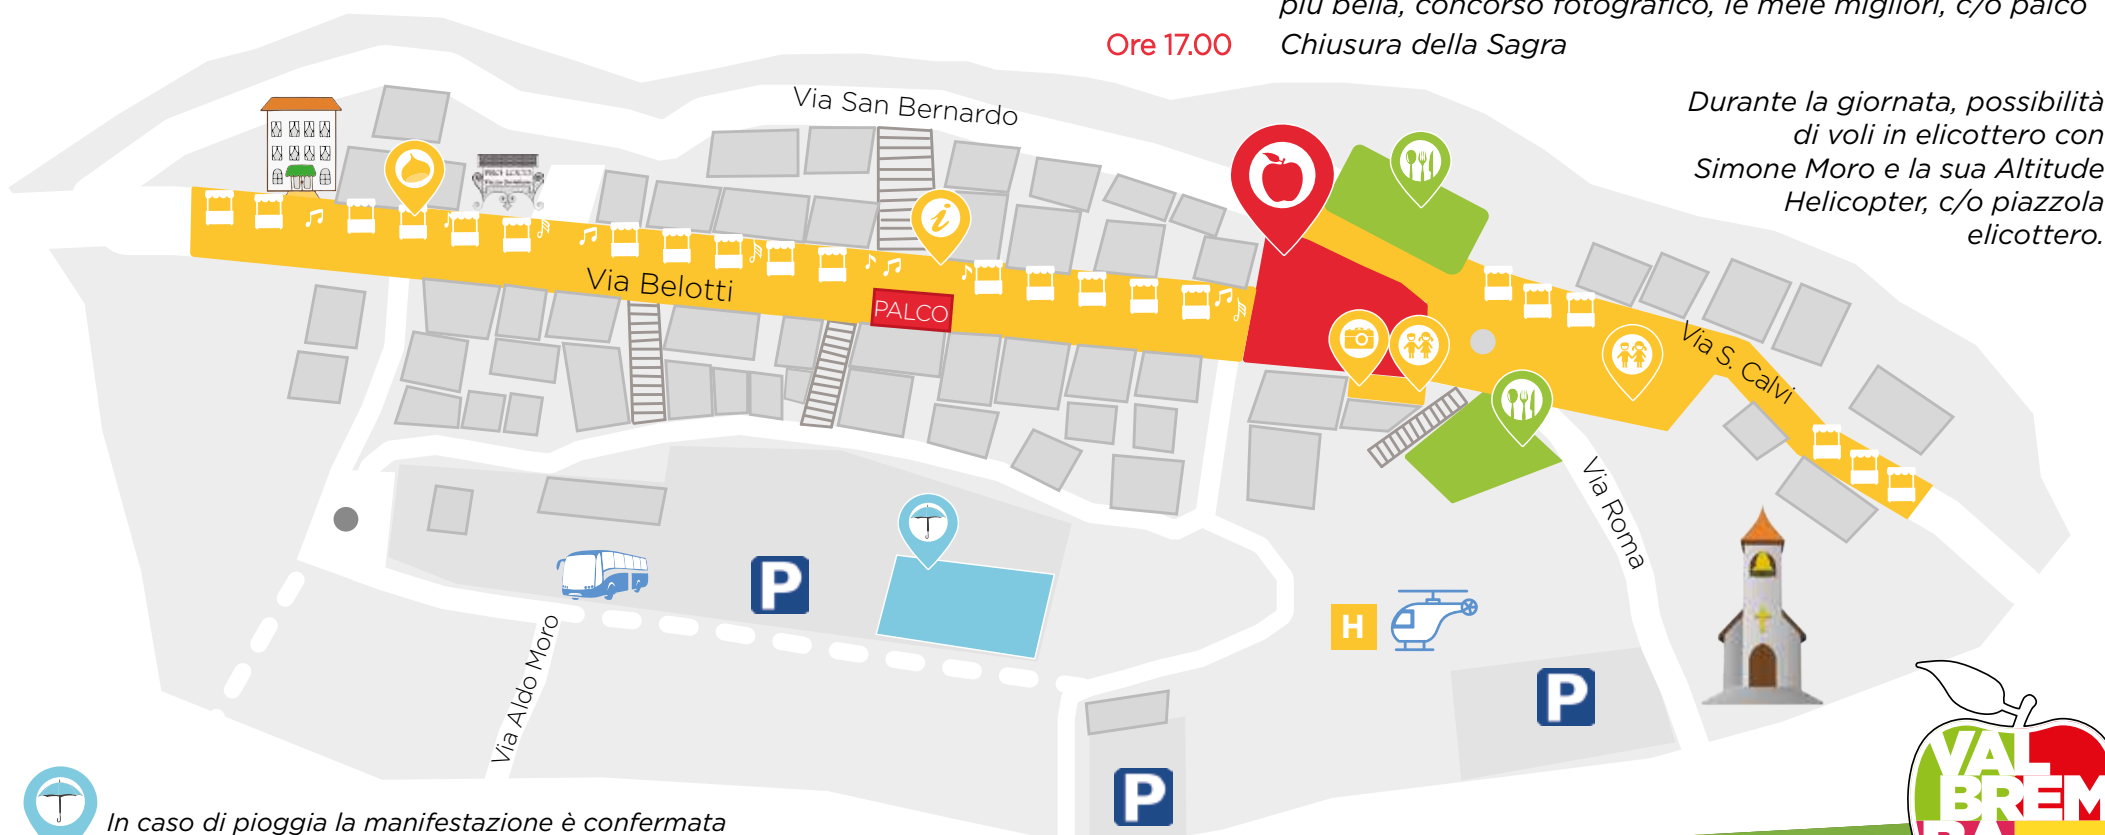 più bella, concorso fotografico, le mele migliori, c/o palco
Ore 17.00 Chiusura della Sagra
Durante la giornata, possibilità
di voli in elicottero con
Simone Moro e la sua Altitude
Helicopter, c/o piazzola
elicottero.
Via San Bernardo
PRO LOCO
i
Via Belotti
PALCO
Via S. Calvi
Via Roma
P
H
Via Aldo Moro
P
P
VAL
BREM
In caso di pioggia la manifestazione è confermata